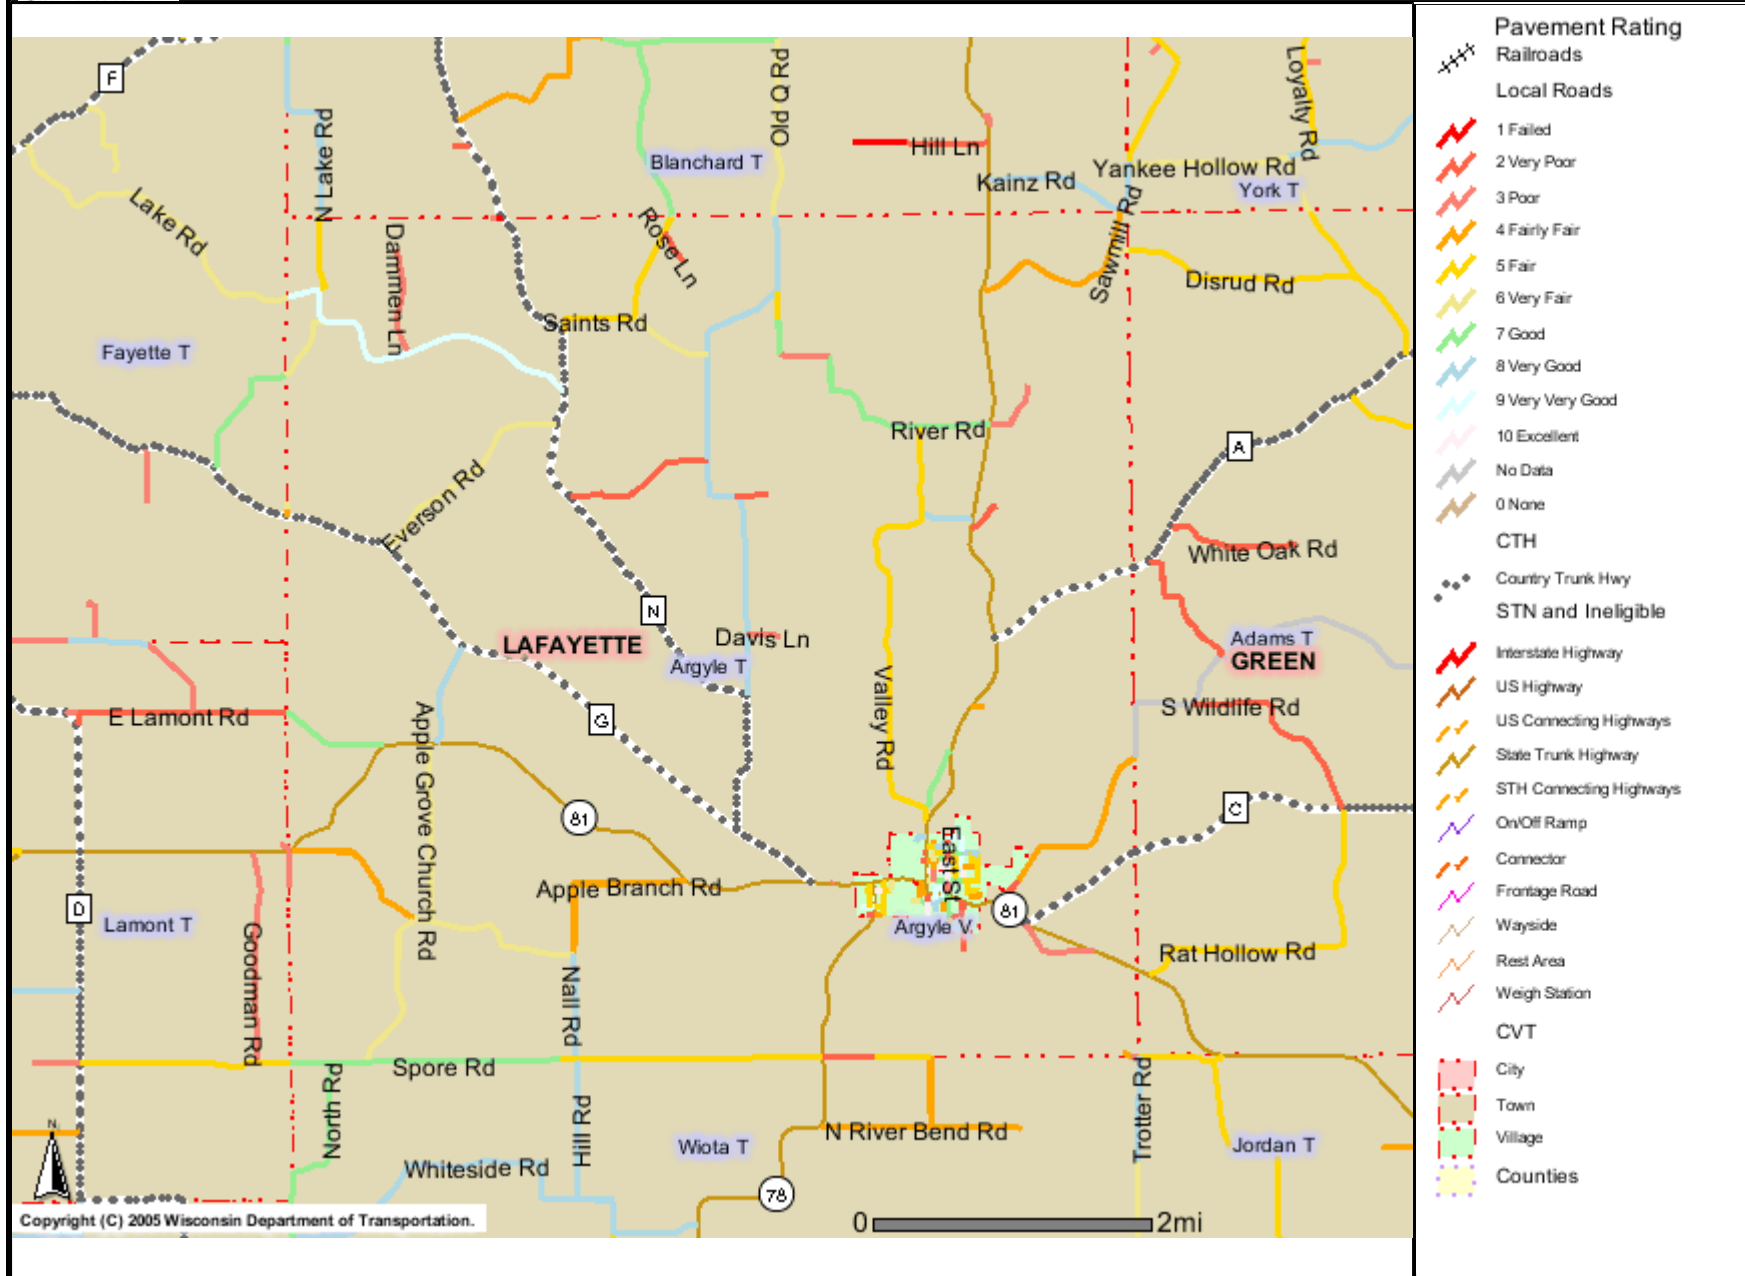 F
N Lake Rd
Old Q Rd
Blanchard T
Hill Ln
Kainz Rd
Yankee Hollow Rd
York T
Loyalty Rd
Lake Rd
Dammen Ln
Rose Ln
Sawmill Rd
Disrud Rd
Saints Rd
Fayette T
River Rd
A
Everson Rd
White Oak Rd
N
LAFAYETTE
Davis Ln
Argyle T
Adams T
GREEN
Valley Rd
E Lamont Rd
G
S Wildlife Rd
Apple Grove Church Rd
81
C
East St
Apple Branch Rd
D
Lamont T
81
Argyle V.
Goodman Rd
Rat Hollow Rd
Nall Rd
Spore Rd
North Rd
Hill Rd
Trotter Rd
N River Bend Rd
Wiota T
Jordan T
Whiteside Rd
78
N
Copyright (C) 2005 Wisconsin Department of Transportation.
0 2mi
Pavement Rating
Railroads
Local Roads
1 Failed
2 Very Poor
3 Poor
4 Fairly Fair
5 Fair
6 Very Fair
7 Good
8 Very Good
9 Very Very Good
10 Excellent
No Data
0 None
CTH
Country Trunk Hwy
STN and Ineligible
Interstate Highway
US Highway
US Connecting Highways
State Trunk Highway
STH Connecting Highways
On/Off Ramp
Connector
Frontage Road
Wayside
Rest Area
Weigh Station
CVT
City
Town
Village
Counties